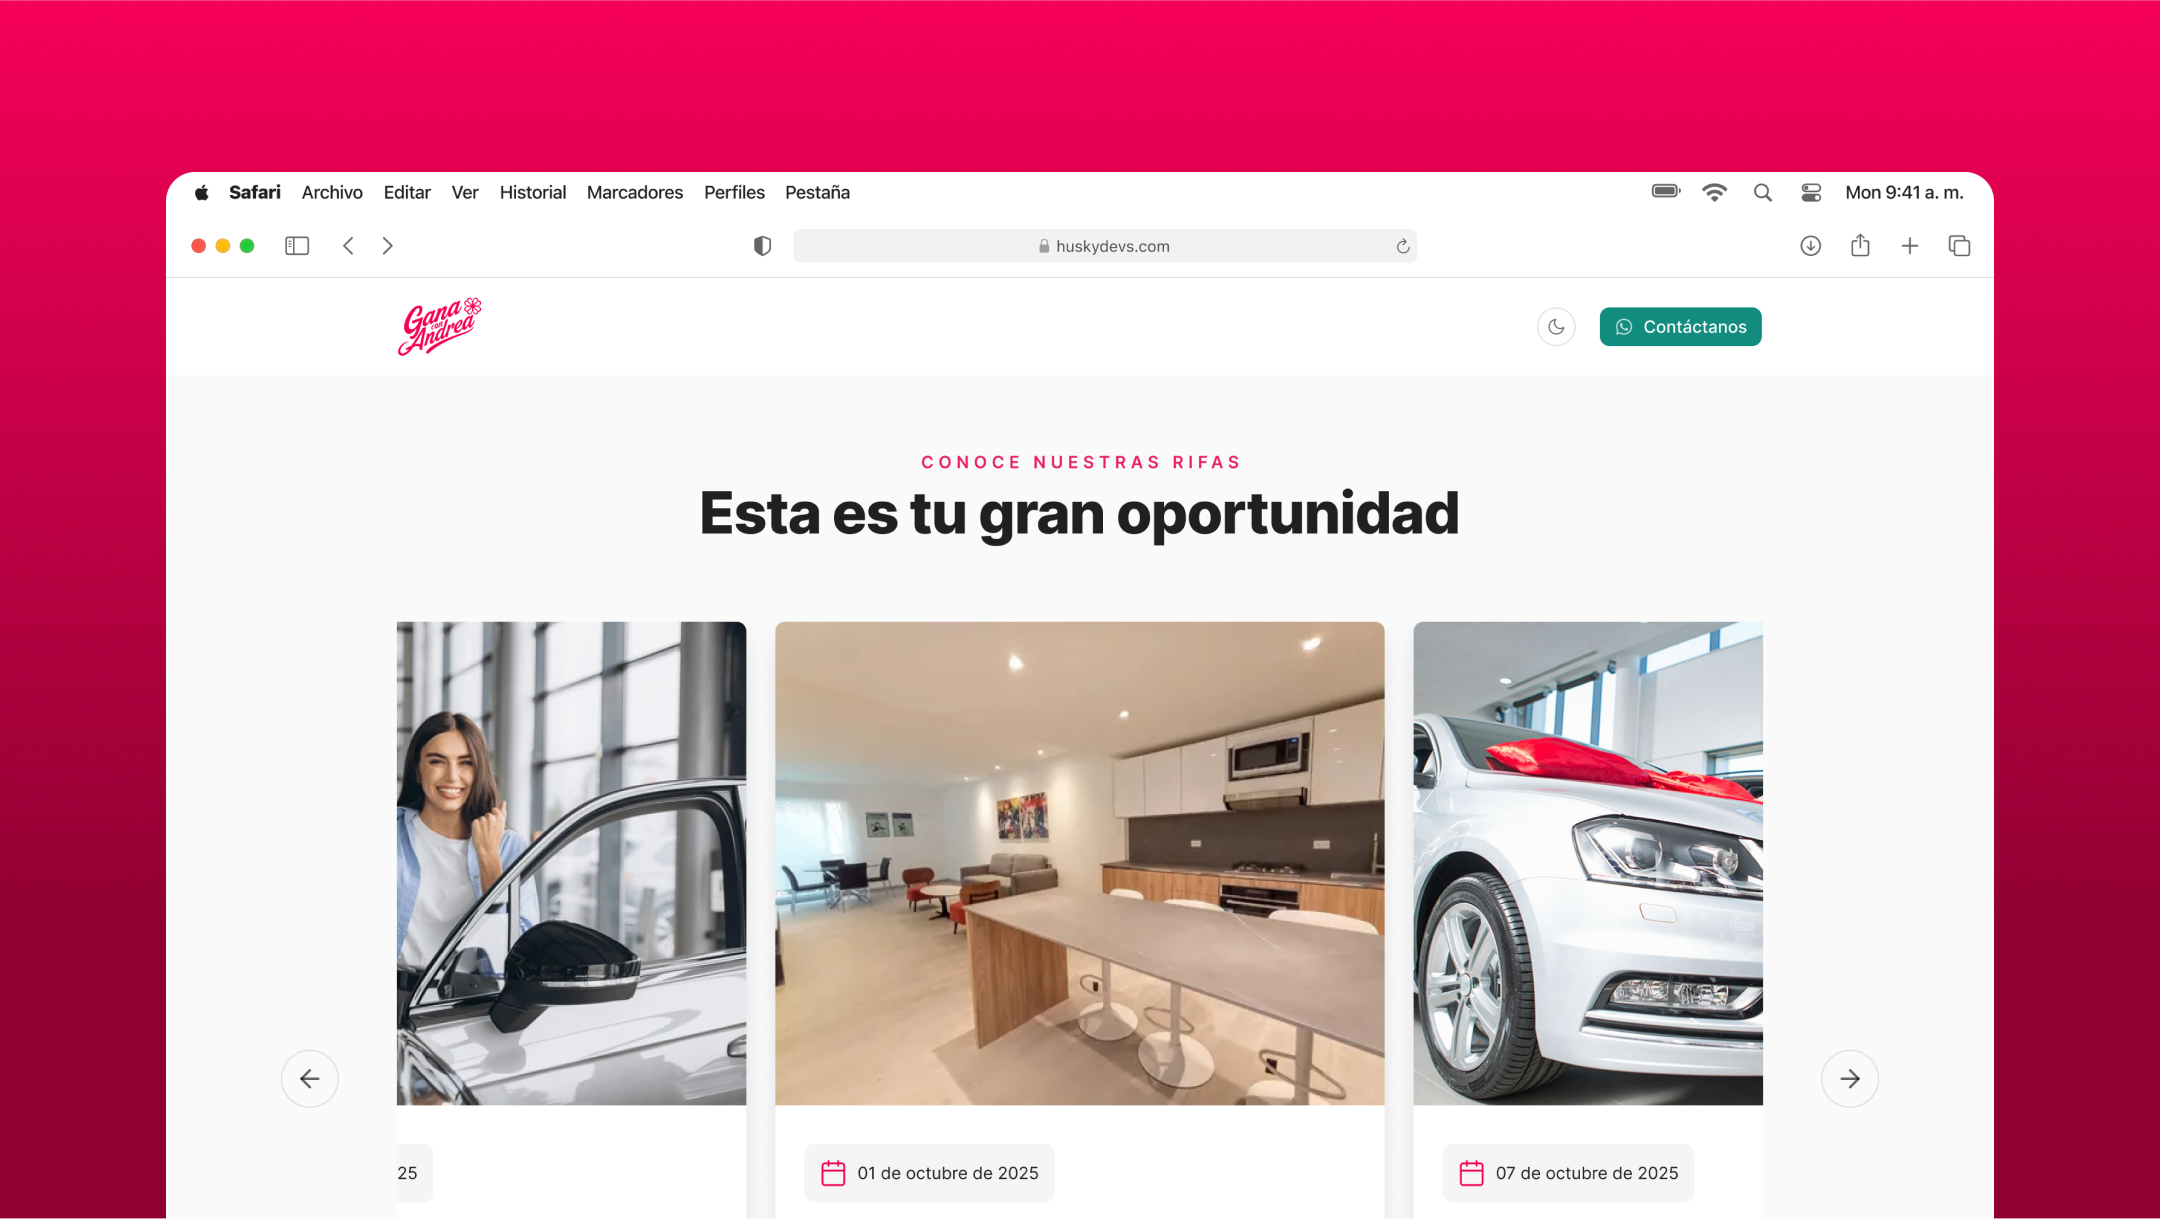 Safari Archivo Editar Ver Historial Marcadores Perfiles Pestaña Mon 9:41 a. m.
huskydevs.com
Gana
con
Andrea
Contáctanos
CONOCE NUESTRAS RIFAS
Esta es tu gran oportunidad
25
01 de octubre de 2025
07 de octubre de 2025